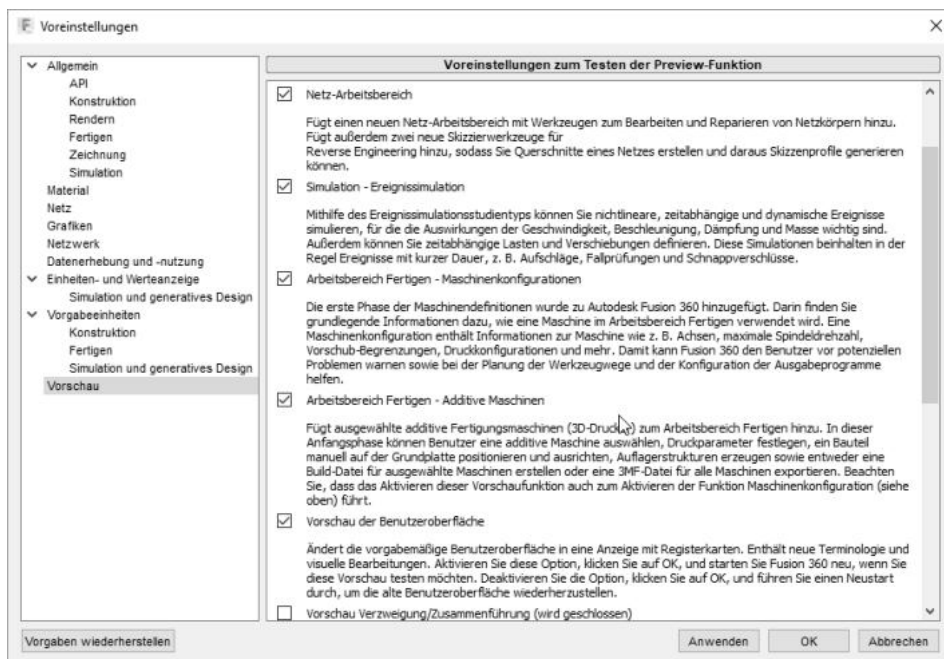 Voreinstellungen
Allgemein
API
Konstruktion
Rendern
Fertigen
Zeichnung
Simulation
Material
Netz
Grafiken
Netzwerk
Datenerhebung und -nutzung
Einheiten- und Werteanzeige
Simulation und generatives Design
Vorgabeeinheiten
Konstruktion
Fertigen
Simulation und generatives Design
Vorschau
Voreinstellungen zum Testen der Preview-Funktion
Netz-Arbeitsbereich
Fügt einen neuen Netz-Arbeitsbereich mit Werkzeugen zum Bearbeiten und Reparieren von Netzkörpern hinzu.
Fügt außerdem zwei neue Skizzierwerkzeuge für
Reverse Engineering hinzu, sodass Sie Querschnitte eines Netzes erstellen und daraus Skizzenprofile generieren
können.
Simulation - Ereignissimulation
Mithilfe des Ereignissimulationsstudientyps können Sie nichtlineare, zeitabhängige und dynamische Ereignisse
simulieren, für die die Auswirkungen der Geschwindigkeit, Beschleunigung, Dämpfung und Masse wichtig sind.
Außerdem können Sie zeitabhängige Lasten und Verschiebungen definieren. Diese Simulationen beinhalten in der
Regel Ereignisse mit kurzer Dauer, z. B. Aufschläge, Fallprüfungen und Schnappverschlüsse.
Arbeitsbereich Fertigen - Maschinenkonfigurationen
Die erste Phase der Maschinendefinitionen wurde zu Autodesk Fusion 360 hinzugefügt. Darin finden Sie
grundlegende Informationen dazu, wie eine Maschine im Arbeitsbereich Fertigen verwendet wird. Eine
Maschinenkonfiguration enthält Informationen zur Maschine wie z. B. Achsen, maximale Spindeldrehzahl,
Vorschub-Begrenzungen, Druckkonfigurationen und mehr. Damit kann Fusion 360 den Benutzer vor potenziellen
Problemen warnen sowie bei der Planung der Werkzeugwege und der Konfiguration der Ausgabeprogramme
helfen.
Arbeitsbereich Fertigen - Additive Maschinen
Fügt ausgewählte additive Fertigungsmaschinen (3D-Drucker) zum Arbeitsbereich Fertigen hinzu. In dieser
Anfangsphase können Benutzer eine additive Maschine auswählen, Druckparameter festlegen, ein Bauteil
manuell auf der Grundplatte positionieren und ausrichten, Auflagerstrukturen erzeugen sowie entweder eine
Build-Datei für ausgewählte Maschinen erstellen oder eine 3MF-Datei für alle Maschinen exportieren. Beachten
Sie, dass das Aktivieren dieser Vorschaufunktion auch zum Aktivieren der Funktion Maschinenkonfiguration (siehe
oben) führt.
Vorschau der Benutzeroberfläche
Ändert die vorgabemäßige Benutzeroberfläche in eine Anzeige mit Registerkarten. Enthält neue Terminologie und
visuelle Bearbeitungen. Aktivieren Sie diese Option, klicken Sie auf OK, und starten Sie Fusion 360 neu, wenn Sie
diese Vorschau testen möchten. Deaktivieren Sie die Option, klicken Sie auf OK, und führen Sie einen Neustart
durch, um die alte Benutzeroberfläche wiederherzustellen.
Vorschau Verzweigung/Zusammenführung (wird geschlossen)
Vorgaben wiederherstellen
Anwenden
OK
Abbrechen